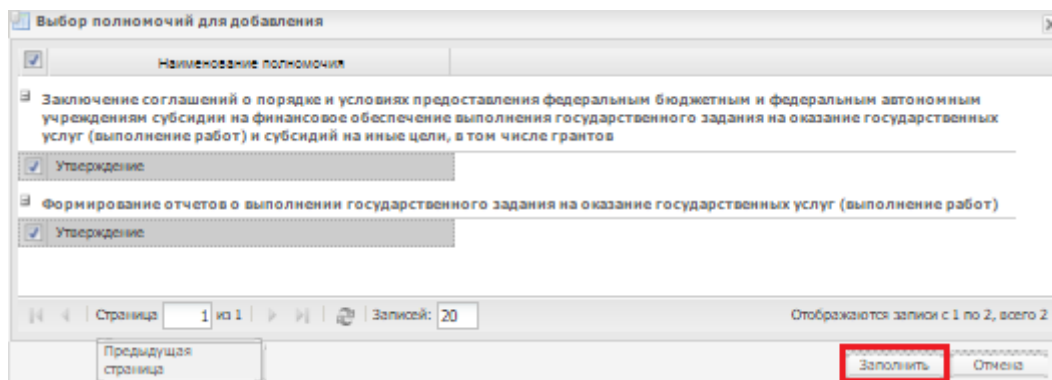 Выбор полномочий для добавления
Наименование полномочия
Заключение соглашений о порядке и условиях предоставления федеральным бюджетным и федеральным автономным
учреждениям субсидии на финансовое обеспечение выполнения государственного задания на оказание государственных
услуг (выполнение работ) и субсидий на иные цели, в том числе грантов
Утверждение
Формирование отчетов о выполнении государственного задания на оказание государственных услуг (выполнение работ)
Утверждение
Страница 1 из 1 Записей: 20 Отображаются записи с 1 по 2, всего 2
Предыдущая
страница
Заполнить Отмена